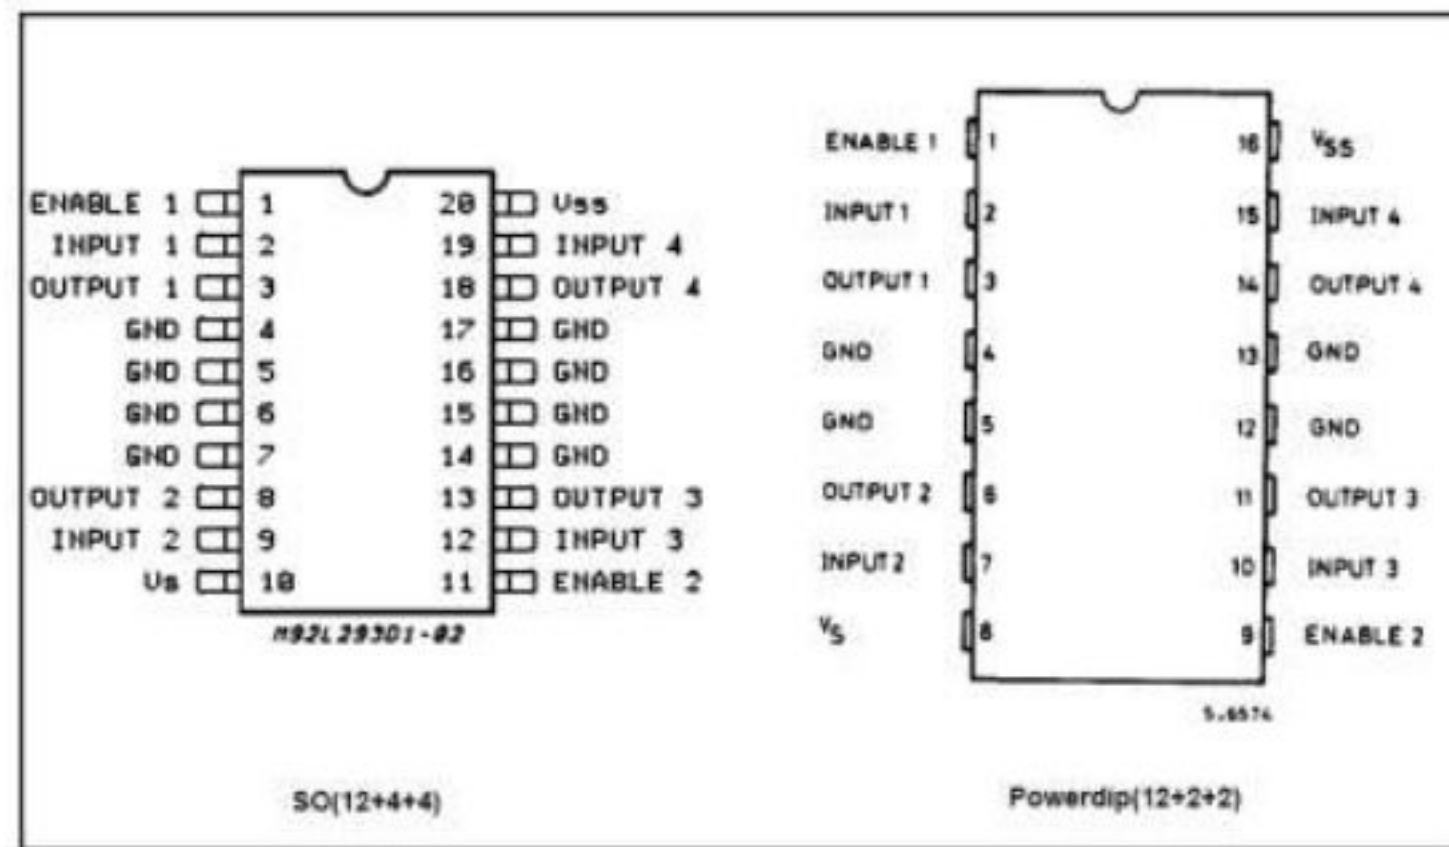 ENABLE 1 1 20 Vss
INPUT 1 2 19 INPUT 4
OUTPUT 1 3 18 OUTPUT 4
GND 4 17 GND
GND 5 16 GND
GND 6 15 GND
GND 7 14 GND
OUTPUT 2 8 13 OUTPUT 3
INPUT 2 9 12 INPUT 3
Vs 10 11 ENABLE 2
M92L293D1-02
SO(12+4+4)
ENABLE 1 1 16 VSS
INPUT 1 2 15 INPUT 4
OUTPUT 1 3 14 OUTPUT 4
GND 4 13 GND
GND 5 12 GND
OUTPUT 2 6 11 OUTPUT 3
INPUT 2 7 10 INPUT 3
VS 8 9 ENABLE 2
5.6574
Powerdip(12+2+2)